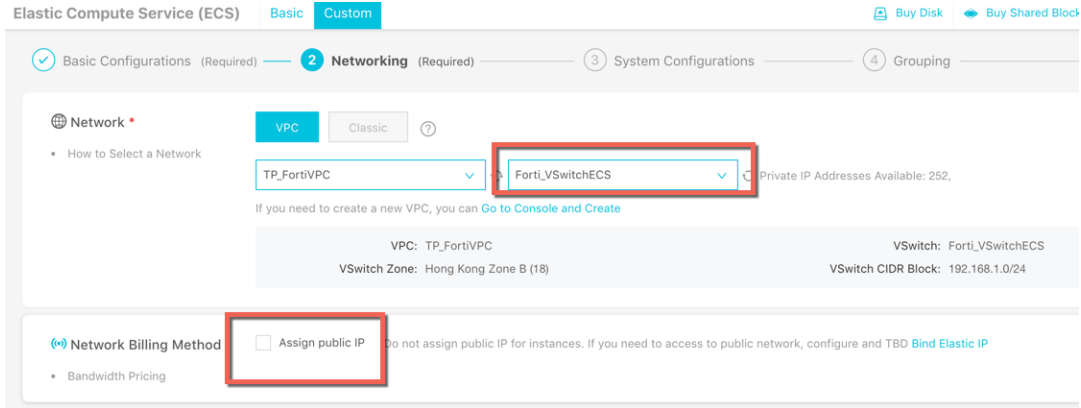 Elastic Compute Service (ECS) Basic Custom Buy Disk Buy Shared Block
Basic Configurations (Required) 2 Networking (Required) 3 System Configurations 4 Grouping
Network * VPC Classic ?
• How to Select a Network
TP_FortiVPC Forti_VSwitchECS Private IP Addresses Available: 252,
If you need to create a new VPC, you can Go to Console and Create
VPC: TP_FortiVPC VSwitch: Forti_VSwitchECS
VSwitch Zone: Hong Kong Zone B (18) VSwitch CIDR Block: 192.168.1.0/24
Network Billing Method Assign public IP Do not assign public IP for instances. If you need to access to public network, configure and TBD Bind Elastic IP
• Bandwidth Pricing